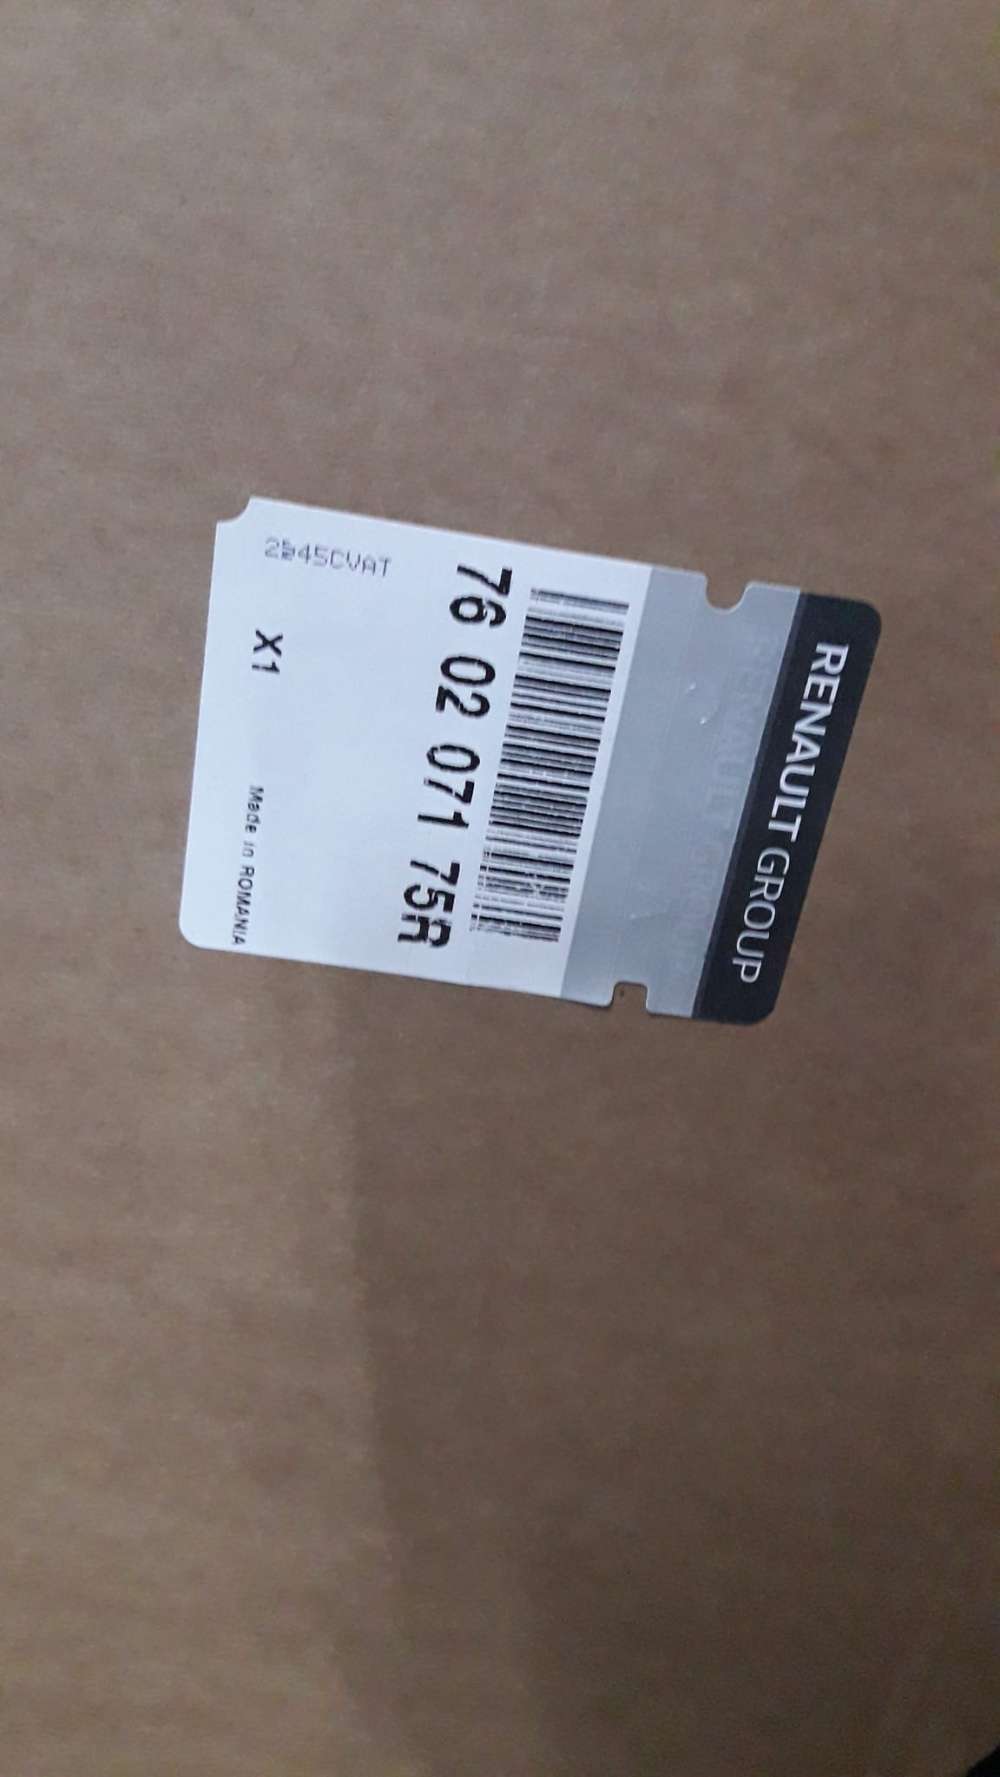 RENAULT GROUP
76 02 071 75R
X1
Made in ROMANIA